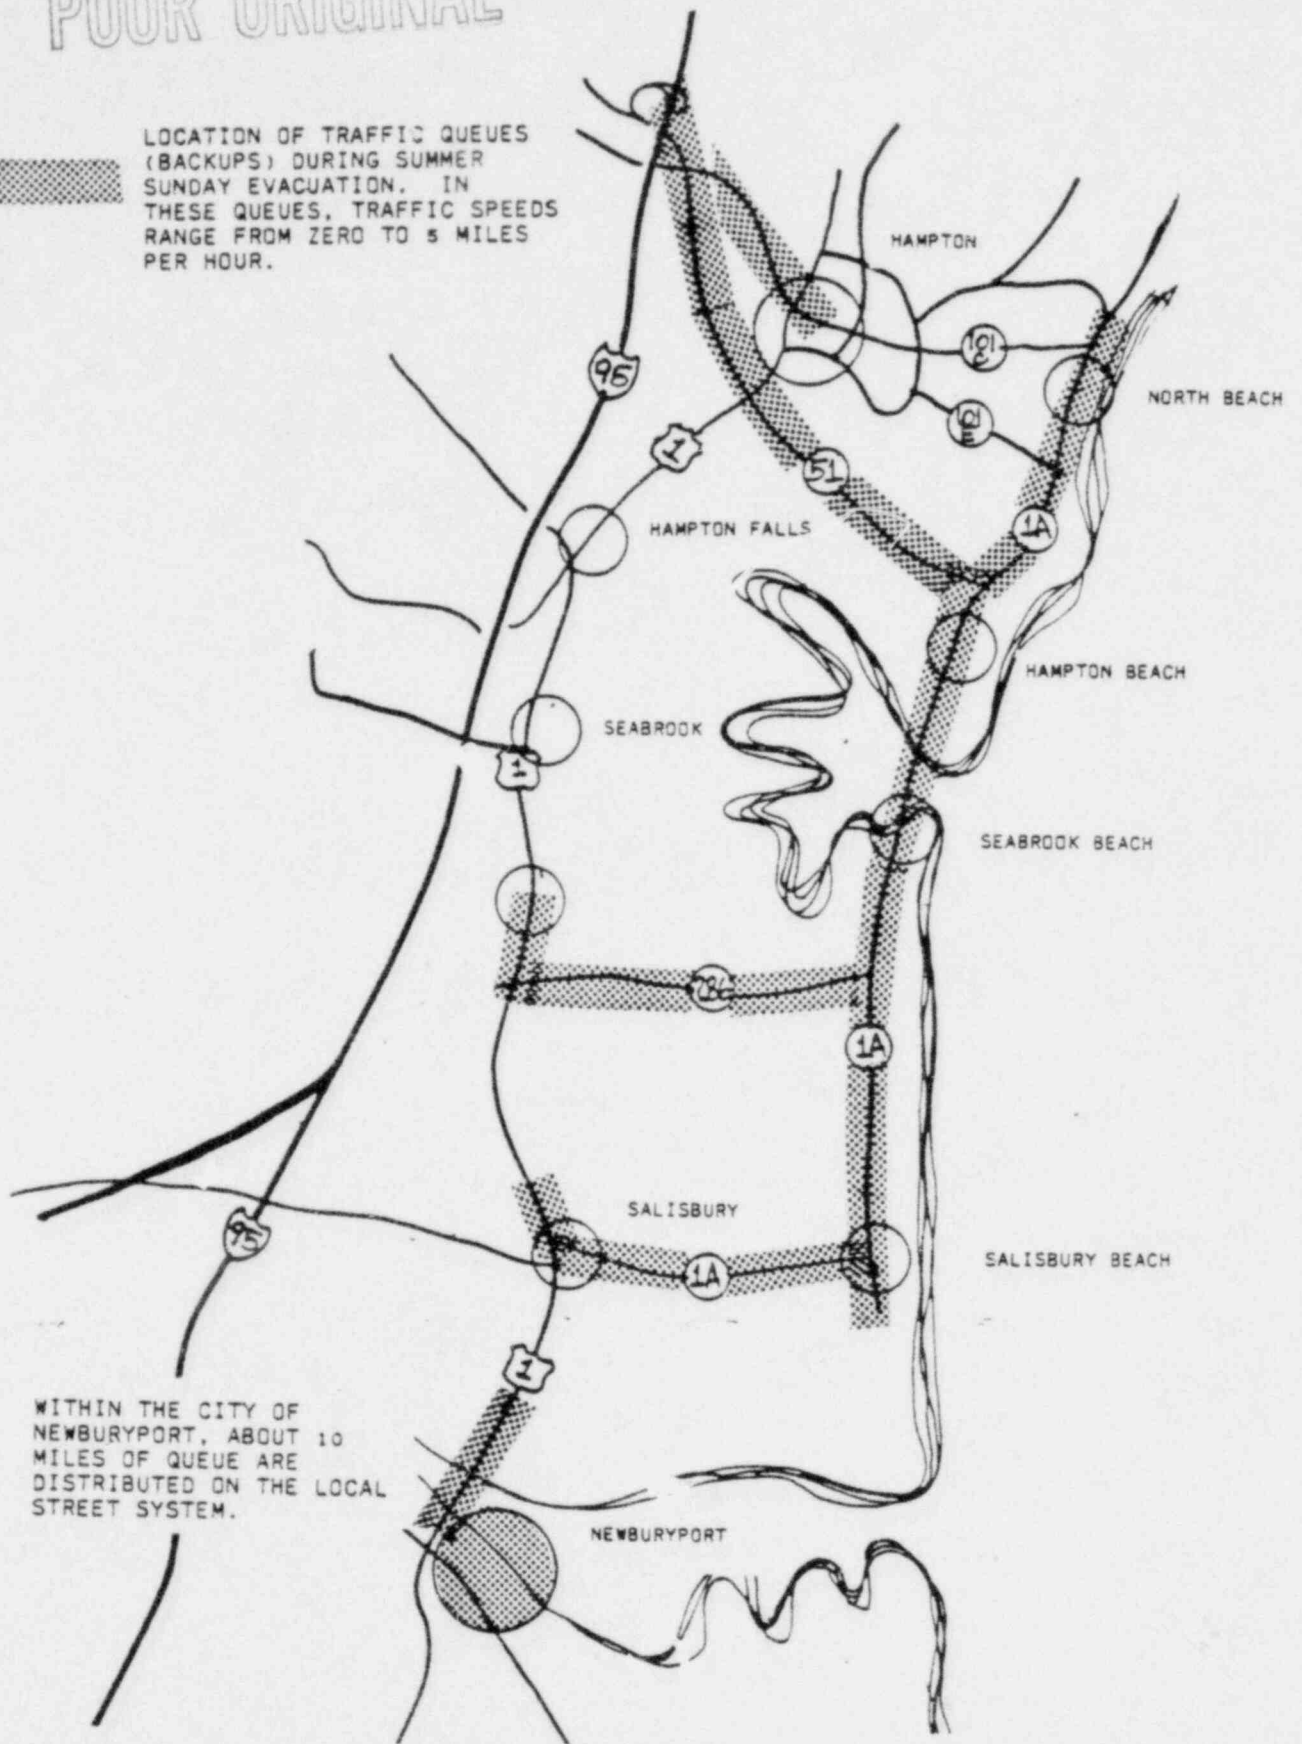 POOR ORIGINAL
LOCATION OF TRAFFIC QUEUES
(BACKUPS) DURING SUMMER
SUNDAY EVACUATION. IN
THESE QUEUES, TRAFFIC SPEEDS
RANGE FROM ZERO TO 5 MILES
PER HOUR.
HAMPTON
101
C
95
NORTH BEACH
101
E
1
51
HAMPTON FALLS
1A
HAMPTON BEACH
SEABROOK
1
SEABROOK BEACH
286
1A
SALISBURY
95
SALISBURY BEACH
1A
1
WITHIN THE CITY OF
NEWBURYPORT, ABOUT 10
MILES OF QUEUE ARE
DISTRIBUTED ON THE LOCAL
STREET SYSTEM.
NEWBURYPORT